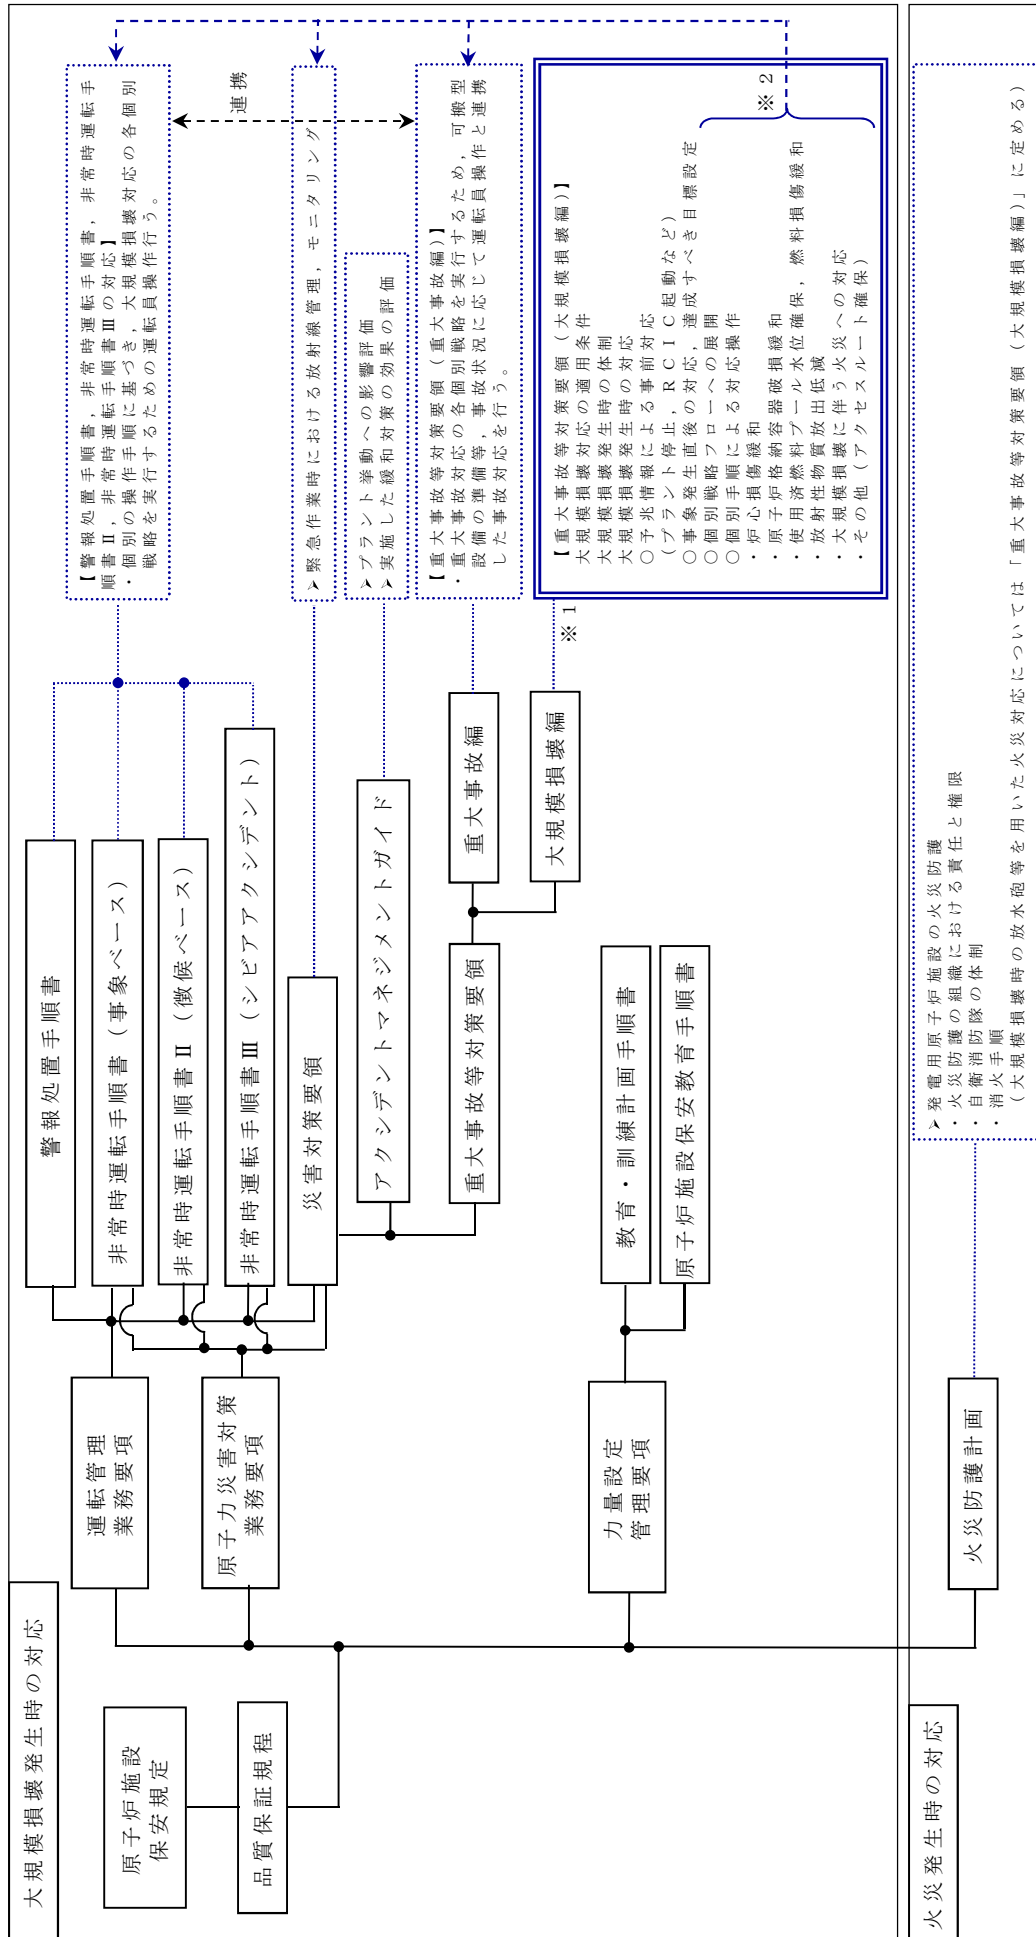 大規模損壊発生時の対応
原子炉施設
保安規定
品質保証規程
運転管理
業務要項
原子力災害対策
業務要項
力量設定
管理要項
警報処置手順書
非常時運転手順書（事象ベース）
非常時運転手順書Ⅱ（徴候ベース）
非常時運転手順書Ⅲ（シビアアクシデント）
災害対策要領
アクシデントマネジメントガイド
重大事故等対策要領
重大事故編
大規模損壊編
教育・訓練計画手順書
原子炉施設保安教育手順書
【警報処置手順書，非常時運転手順書，非常時運転手
順書Ⅱ，非常時運転手順書Ⅲの対応】
・個別の操作手順に基づき，大規模損壊対応の各個別
戦略を実行するための運転員操作行う。
連携
➤緊急作業時における放射線管理，モニタリング
➤プラント挙動への影響評価
➤実施した緩和対策の効果の評価
【重大事故等対策要領（重大事故編）】
・重大事故対応の各個別戦略を実行するため，可搬型
設備の準備等，事故状況に応じて運転員操作と連携
した事故対応を行う。
※1
【重大事故等対策要領（大規模損壊編）】
大規模損壊対応の適用条件
大規模損壊発生時の体制
大規模損壊発生時の対応
○予兆情報による事前対応
（プラント停止，RCIC起動など）
○事象発生直後の対応，達成すべき目標設定
○個別戦略フローへの展開
○個別手順による対応操作
・炉心損傷緩和
・原子炉格納容器破損緩和
・使用済燃料プール水位確保，燃料損傷緩和
・放射性物質放出低減
・大規模損壊に伴う火災への対応
・その他（アクセスルート確保）
※2
火災発生時の対応
火災防護計画
➤発電用原子炉施設の火災防護
・火災防護の組織における責任と権限
・自衛消防隊の体制
・消火手順
（大規模損壊時の放水砲等を用いた火災対応については「重大事故等対策要領（大規模損壊編）」に定める）